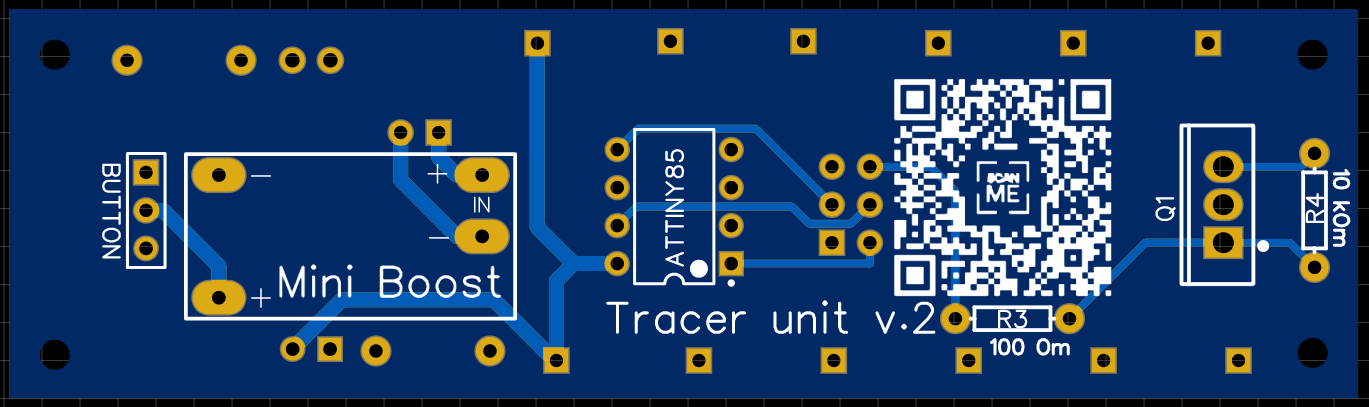 BUTTON
−
+
+
IN
−
Mini Boost
ATTINY85
Tracer unit v.2
SCAN
ME
R3
100 Om
Q1
R4
10 kOm